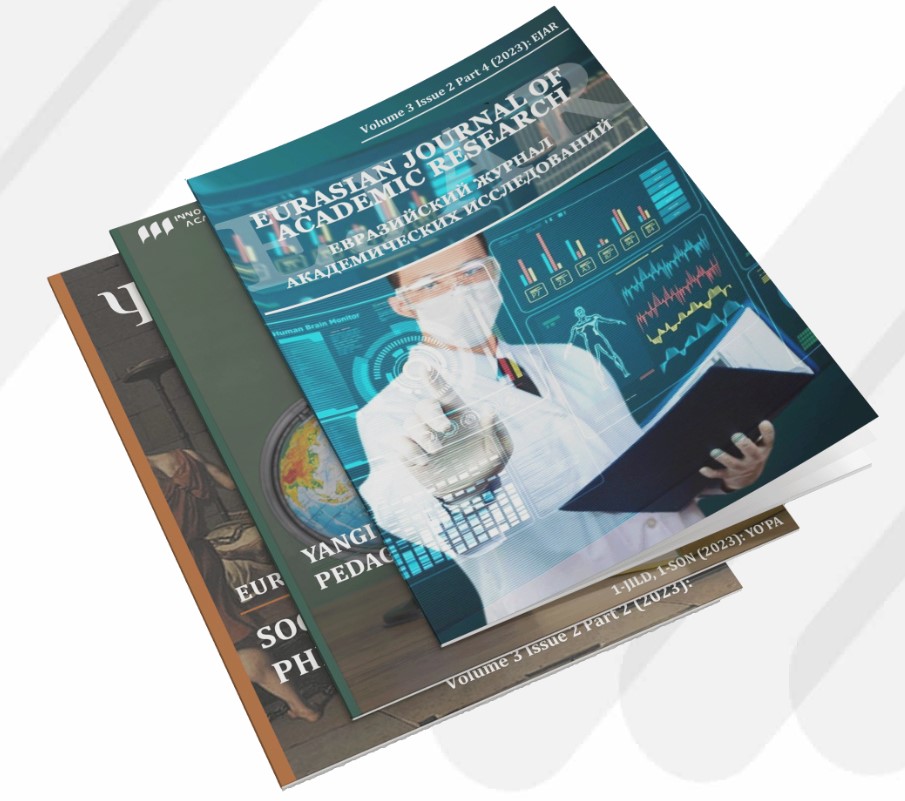 Volume 3 Issue 2 Part 4 (2023): EJAR
EURASIAN JOURNAL OF
ACADEMIC RESEARCH
ЕВРАЗИЙСКИЙ ЖУРНАЛ
АКАДЕМИЧЕСКИХ ИССЛЕДОВАНИЙ
Human Brain Monitor
YANGI
PEDAG
1-JILD, 1-SON (2023): YO'PA
EUR
SOC
PH
Volume 3 Issue 2 Part 2 (2023):